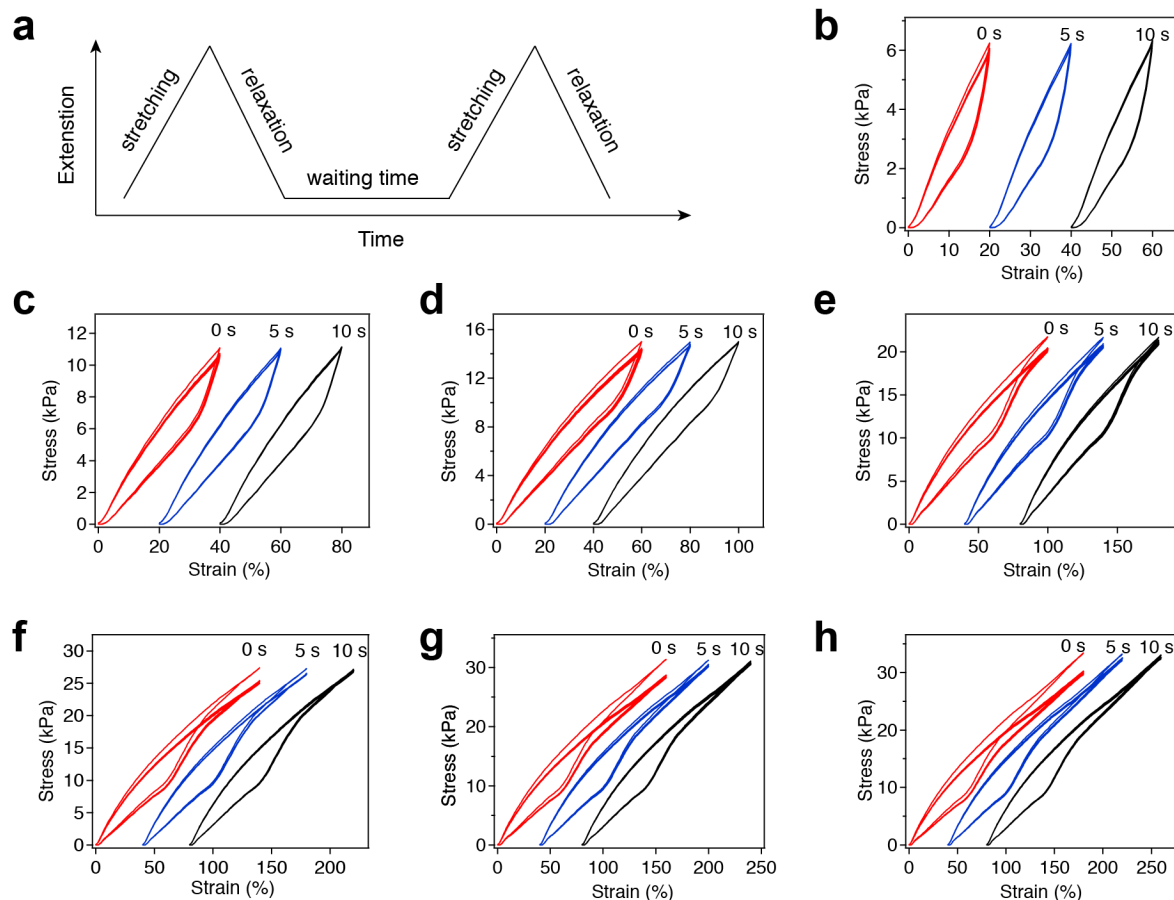 a
Extenstion
stretching
relaxation
waiting time
stretching
relaxation
Time
b
0 s 5 s 10 s
Stress (kPa)
6
4
2
0
0 10 20 30 40 50 60
Strain (%)
c
0 s 5 s 10 s
Stress (kPa)
12
10
8
6
4
2
0
0 20 40 60 80
Strain (%)
d
0 s 5 s 10 s
Stress (kPa)
16
12
8
4
0
0 20 40 60 80 100
Strain (%)
e
0 s 5 s 10 s
Stress (kPa)
20
15
10
5
0
0 50 100 150
Strain (%)
f
0 s 5 s 10 s
Stress (kPa)
30
25
20
15
10
5
0
0 50 100 150 200
Strain (%)
g
0 s 5 s 10 s
Stress (kPa)
30
20
10
0
0 50 100 150 200 250
Strain (%)
h
0 s 5 s 10 s
Stress (kPa)
30
20
10
0
0 50 100 150 200 250
Strain (%)